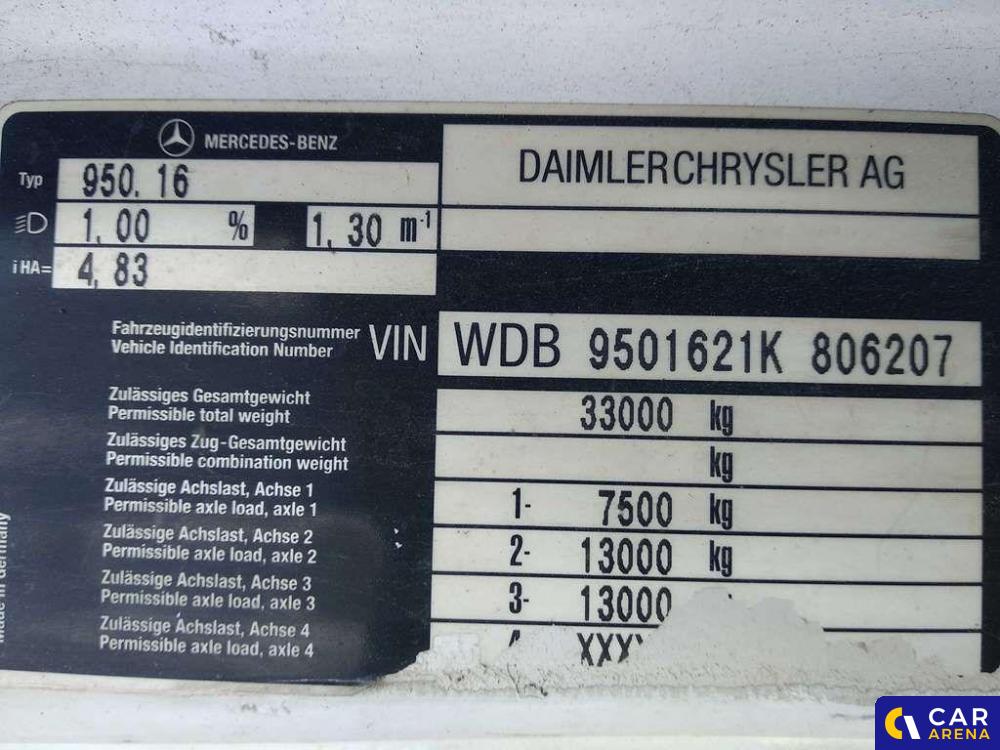 MERCEDES-BENZ
DAIMLERCHRYSLER AG
Typ 950. 16
1, 00 % 1, 30 m⁻¹
iHA= 4, 83
Fahrzeugidentifizierungsnummer
Vehicle Identification Number
VIN WDB 9501621K 806207
Zulässiges Gesamtgewicht
Permissible total weight
33000 kg
Zulässiges Zug-Gesamtgewicht
Permissible combination weight
kg
Zulässige Achslast, Achse 1
Permissible axle load, axle 1
1- 7500 kg
Zulässige Achslast, Achse 2
Permissible axle load, axle 2
2- 13000 kg
Zulässige Achslast, Achse 3
Permissible axle load, axle 3
3- 13000
Zulässige Achslast, Achse 4
Permissible axle load, axle 4
Made in Germany
CAR
ARENA